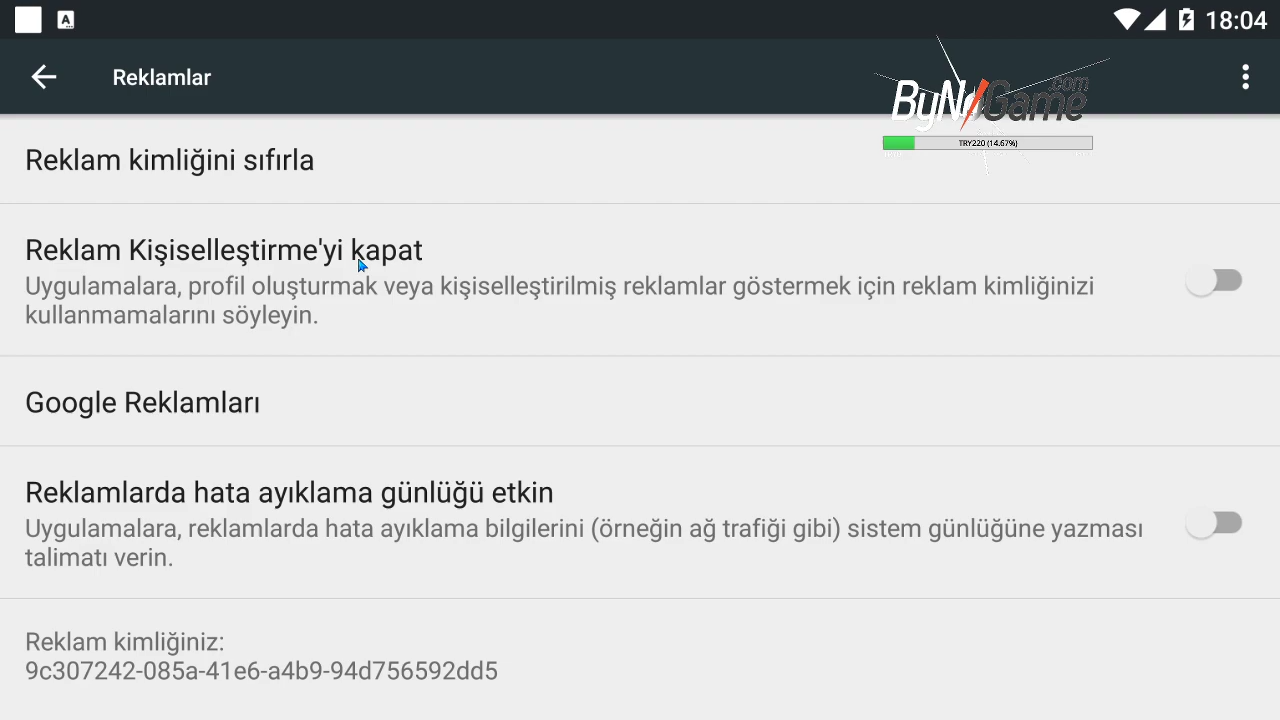 18:04
Reklamlar
ByNoGame.com
TRY220 (14.67%)
Reklam kimliğini sıfırla
Reklam Kişiselleştirme'yi kapat
Uygulamalara, profil oluşturmak veya kişiselleştirilmiş reklamlar göstermek için reklam kimliğinizi
kullanmamalarını söyleyin.
Google Reklamları
Reklamlarda hata ayıklama günlüğü etkin
Uygulamalara, reklamlarda hata ayıklama bilgilerini (örneğin ağ trafiği gibi) sistem günlüğüne yazması
talimatı verin.
Reklam kimliğiniz:
9c307242-085a-41e6-a4b9-94d756592dd5